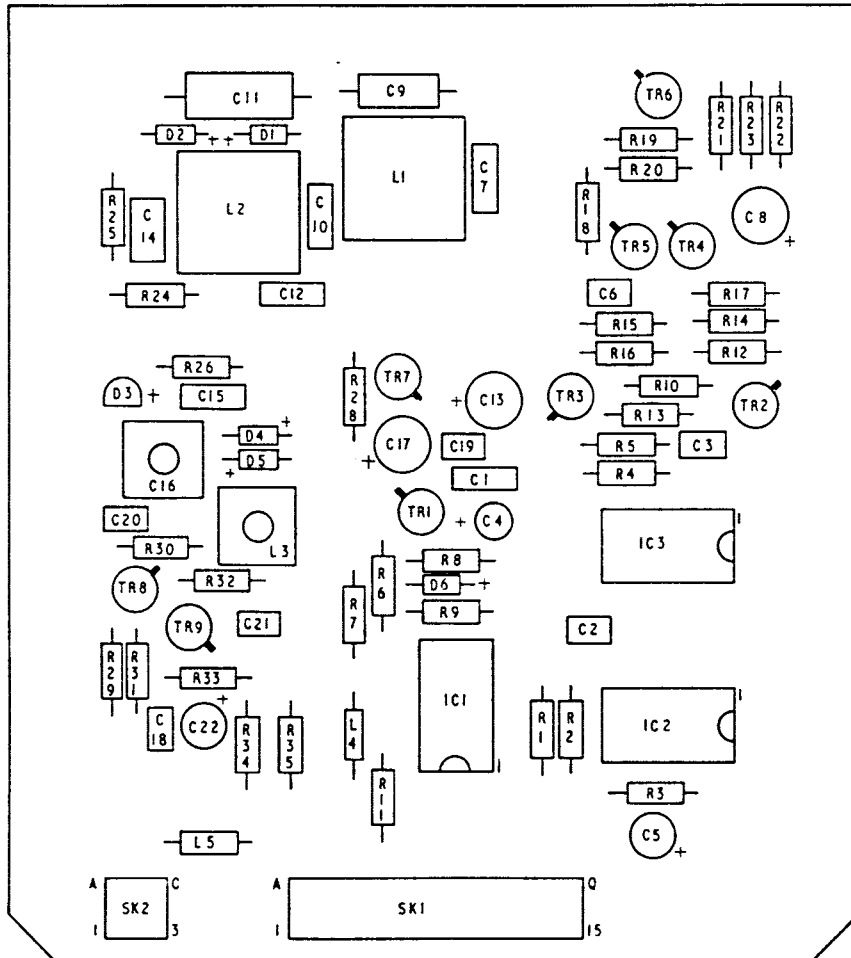 C11
C9
TR6
R21
R23
R22
D2 ++ D1
R19
R20
L2
L1
C7
R25
C14
C10
R18
C8
+
TR5
TR4
R24
C12
C6
R17
R15
R14
R16
R12
R26
D3 +
C15
R28
TR7
+ C13
TR3
R10
R13
TR2
D4 +
D5
+
C17
+
C19
R5
C3
C16
C1
R4
C20
L3
TR1
+ C4
IC3
1
R30
R8
TR8
R32
R6
D6 +
R7
R9
TR9
C21
C2
R29
R31
R33
+
IC1
1
C18
C22
R34
R35
L4
R1
R2
IC2
1
R11
R3
L5
C5
+
A C
SK2
1 3
A Q
SK1
1 15